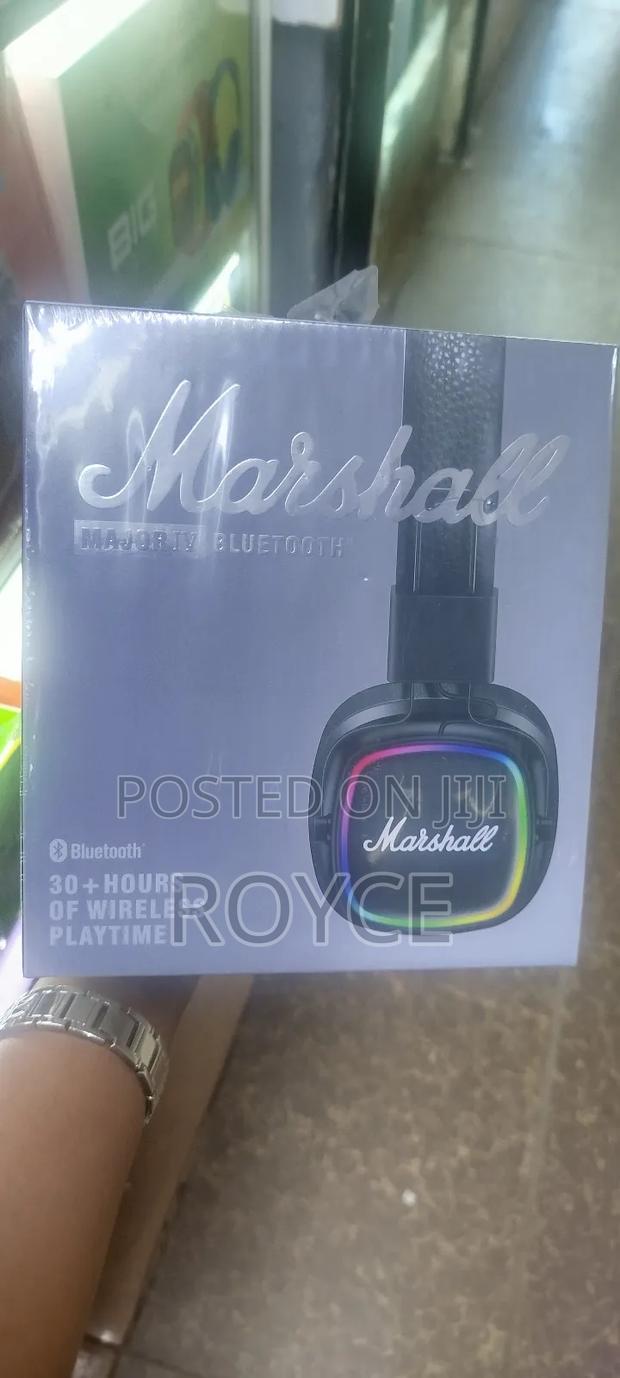 BIG
Marshall
MAJOR IV BLUETOOTH
POSTED ON JIJI
Marshall
Bluetooth
30+HOURS
OF WIRELESS
PLAYTIME
ROYCE